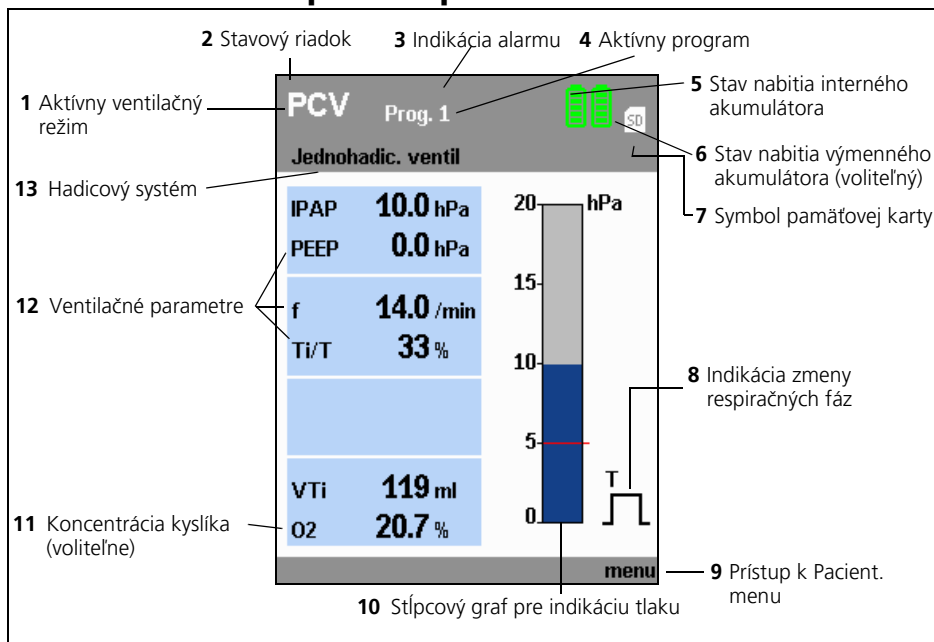 2 Stavový riadok
3 Indikácia alarmu
4 Aktívny program
1 Aktívny ventilačný
režim
5 Stav nabitia interného
akumulátora
6 Stav nabitia výmenného
akumulátora (voliteľný)
7 Symbol pamäťovej karty
PCV
Prog. 1
SD
Jednohadic. ventil
13 Hadicový systém
IPAP 10.0 hPa
PEEP 0.0 hPa
12 Ventilačné parametre
f 14.0 /min
Ti/T 33 %
VTi 119 ml
O2 20.7 %
11 Koncentrácia kyslíka
(voliteľne)
20 hPa
15
10
5
0
8 Indikácia zmeny
respiračných fáz
T
menu
9 Prístup k Pacient.
menu
10 Stĺpcový graf pre indikáciu tlaku